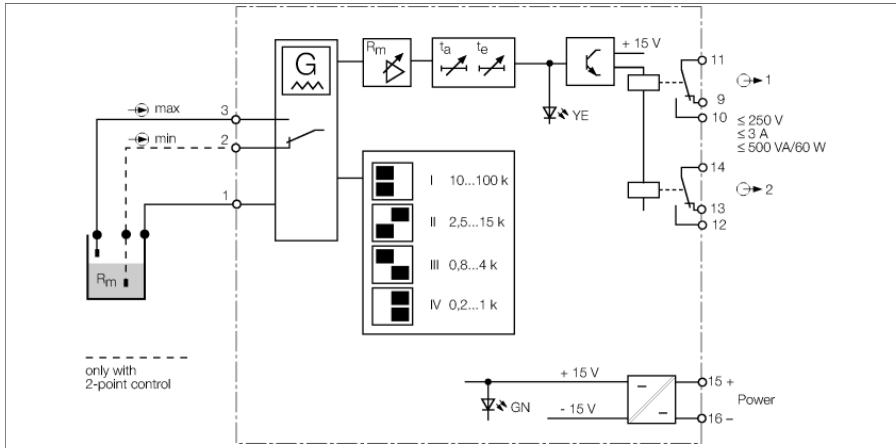 G
Rm
ta te
+ 15 V
11
1
max
3
YE
9
10
≤ 250 V
≤ 3 A
≤ 500 VA/60 W
min
2
14
I 10...100 k
2
1
II 2,5...15 k
13
12
III 0,8...4 k
Rm
IV 0,2...1 k
only with
2-point control
+ 15 V
15 +
GN
Power
- 15 V
16 –